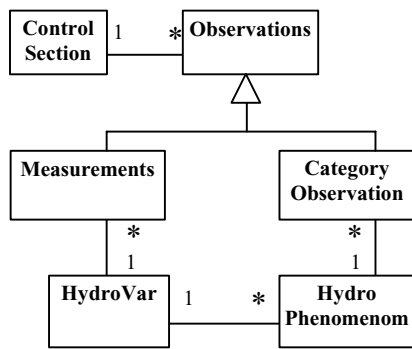 Control
Section
1
*
Observations
Measurements
Category
Observation
*
1
*
1
HydroVar
1
*
Hydro
Phenomenom